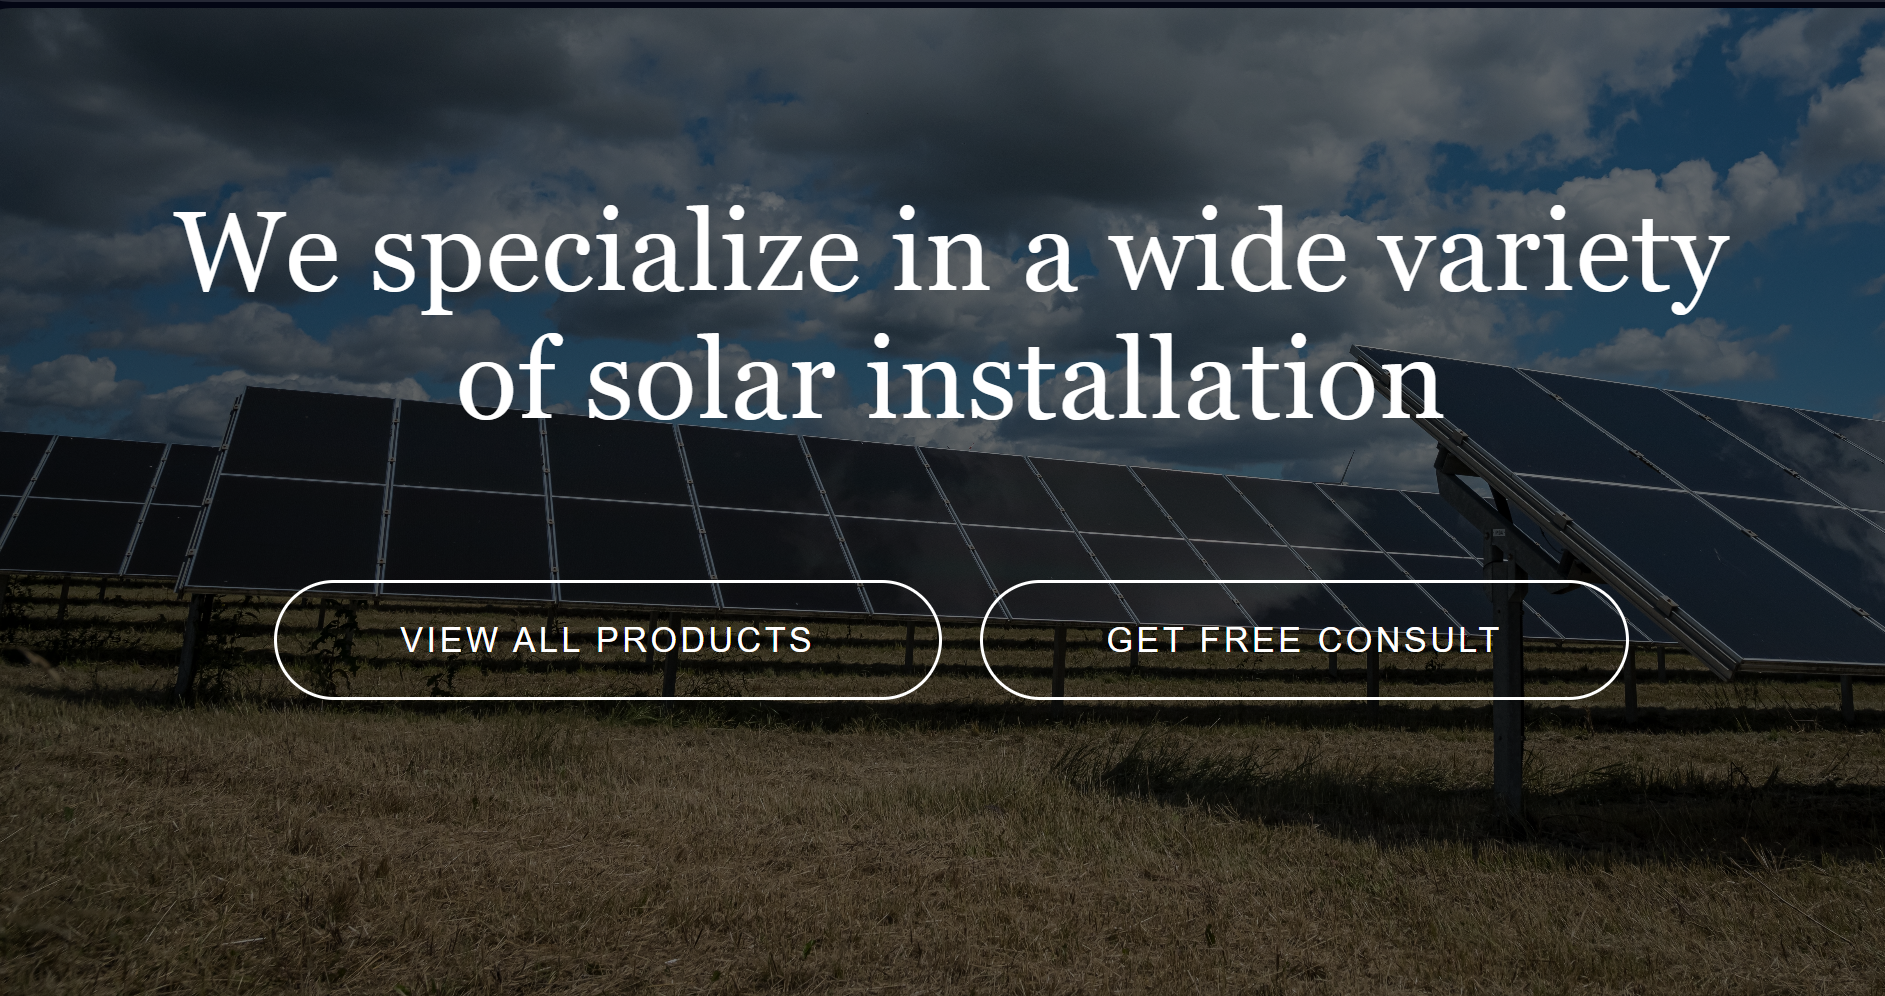 We specialize in a wide variety
of solar installation
VIEW ALL PRODUCTS
GET FREE CONSULT